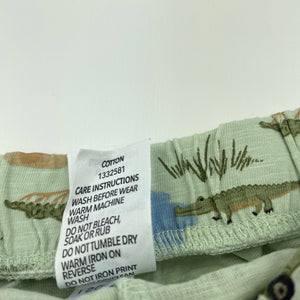 COTTON
1332581
CARE INSTRUCTIONS
WASH BEFORE WEAR
WARM MACHINE
WASH
DO NOT BLEACH,
SOAK OR RUB
DO NOT TUMBLE DRY
WARM IRON ON
REVERSE
DO NOT IRON PRINT